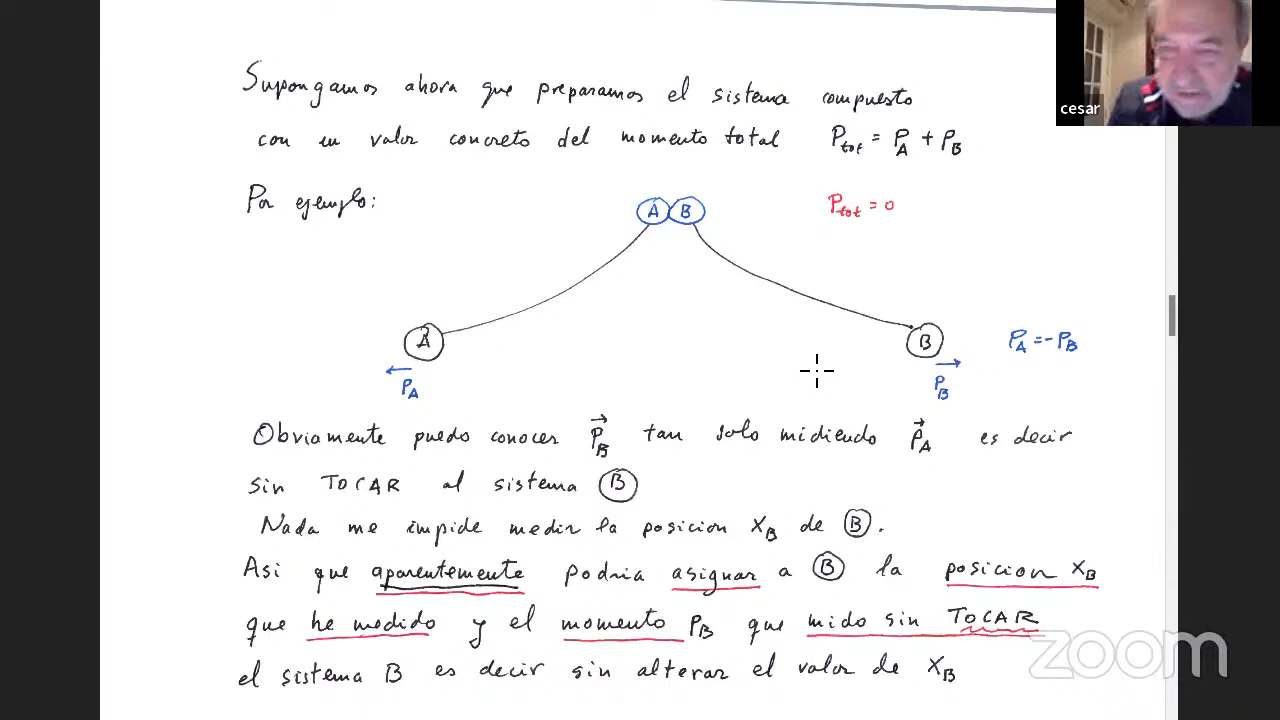 Supongamos ahora que preparamos el sistema compuesto
con un valor concreto del momento total P_tot = P_A + P_B
Por ejemplo:
A B
P_tot = 0
A
B
P_A = -P_B
P_A
P_B
Obviamente puedo conocer P_B tan solo midiendo P_A es decir
sin TOCAR al sistema B
Nada me impide medir la posicion X_B de B.
Asi que aparentemente podria asignar a B la posicion X_B
que he medido y el momento P_B que mido sin TOCAR
el sistema B es decir sin alterar el valor de X_B
cesar
zoom